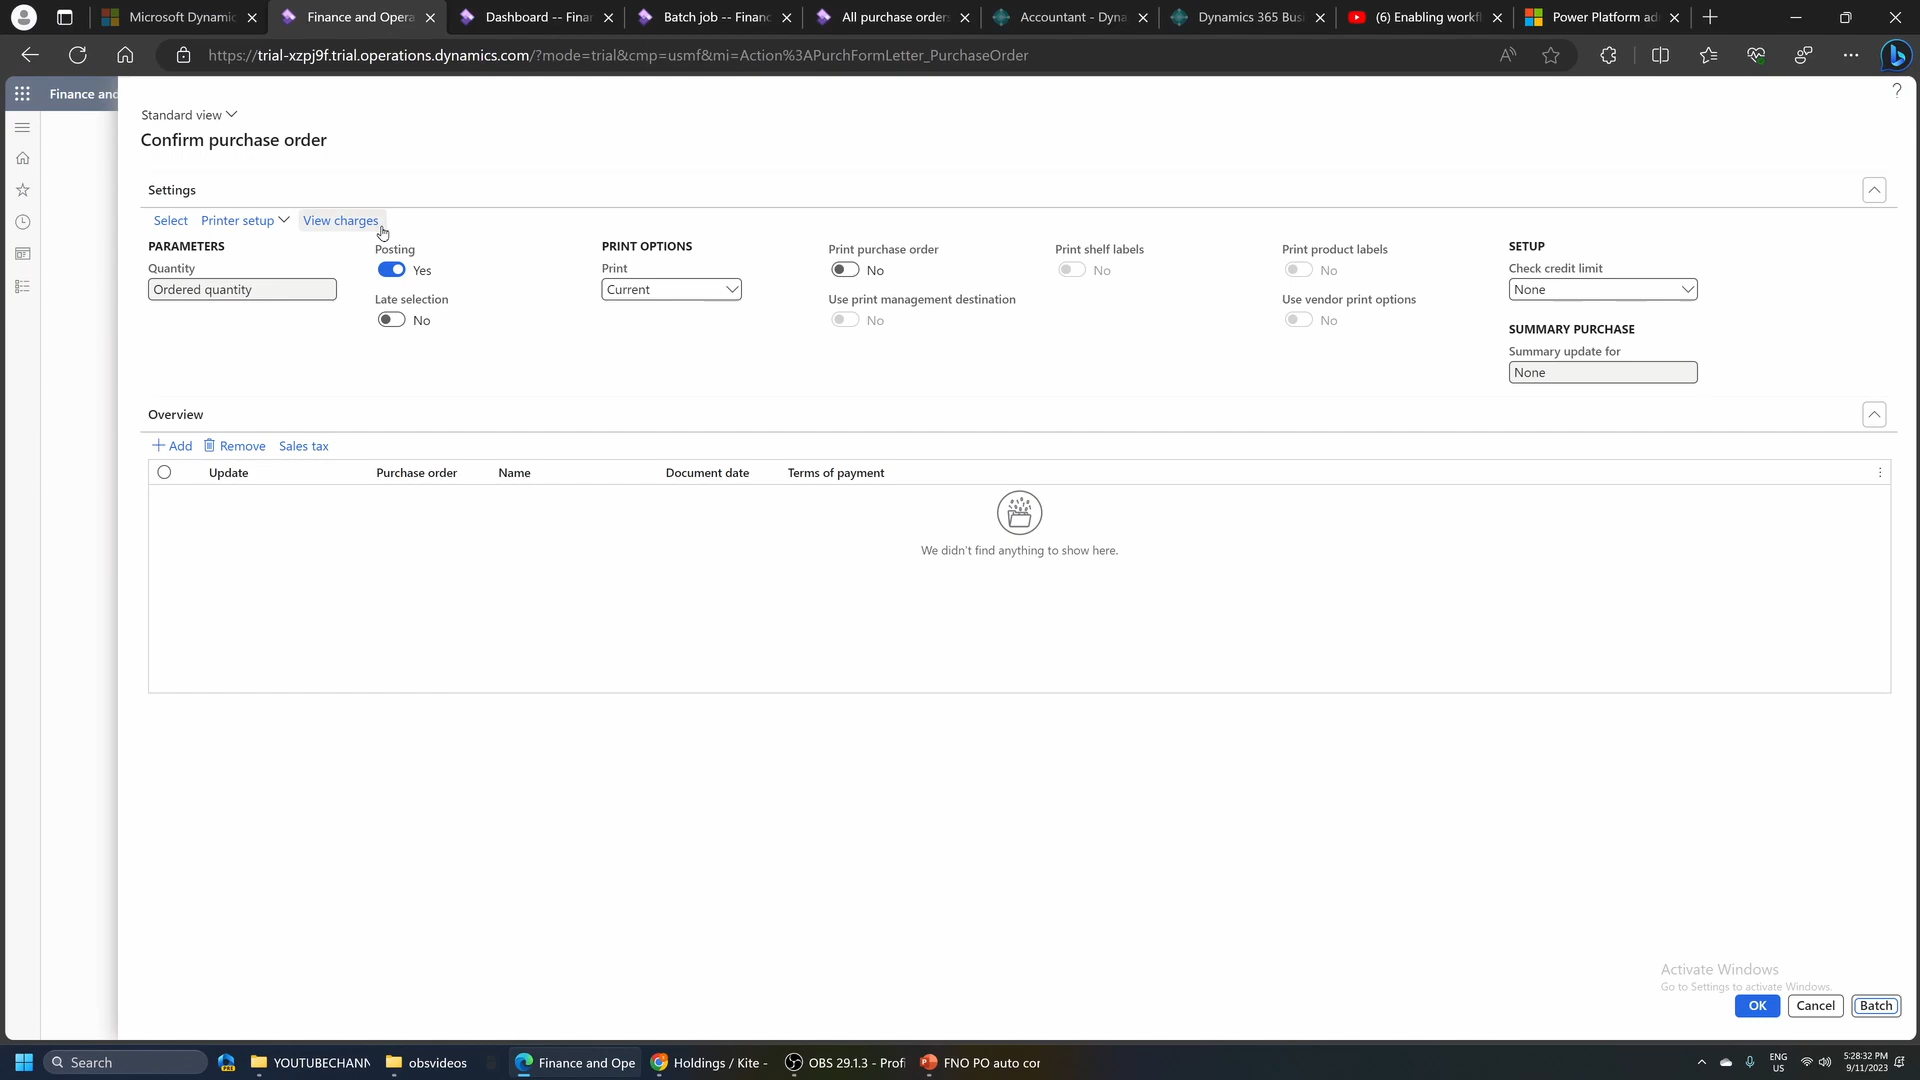 Microsoft Dynamic
Finance and Opera
Dashboard -- Finan
Batch job -- Financ
All purchase orders
Accountant - Dyna
Dynamics 365 Busi
(6) Enabling workfl
Power Platform ad
https://trial-xzpj9f.trial.operations.dynamics.com/?mode=trial&cmp=usmf&mi=Action%3APurchFormLetter_PurchaseOrder
Finance and
?
Standard view
Confirm purchase order
Settings
Select Printer setup View charges
PARAMETERS
Quantity
Ordered quantity
Posting
Yes
Late selection
No
PRINT OPTIONS
Print
Current
Print purchase order
No
Use print management destination
No
Print shelf labels
No
Print product labels
No
Use vendor print options
No
SETUP
Check credit limit
None
SUMMARY PURCHASE
Summary update for
None
Overview
+ Add Remove Sales tax
Update Purchase order Name Document date Terms of payment
We didn't find anything to show here.
Activate Windows
Go to Settings to activate Windows.
OK Cancel Batch
Search
PRE
YOUTUBECHANN
obsvideos
Finance and Ope
Holdings / Kite -
OBS 29.1.3 - Profi
FNO PO auto cor
ENG
US
5:28:32 PM
9/11/2023